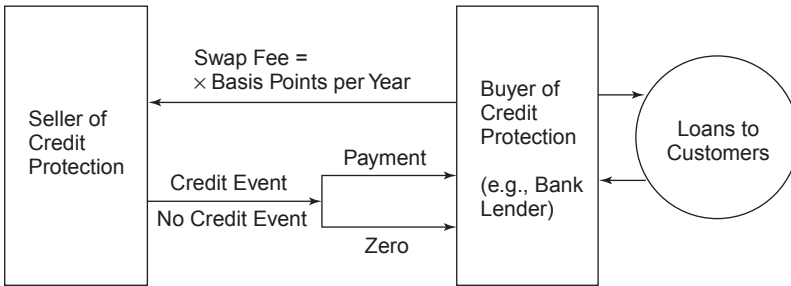 Swap Fee =
× Basis Points per Year
Seller of
Credit
Protection
Credit Event
No Credit Event
Payment
Zero
Buyer of
Credit
Protection
(e.g., Bank
Lender)
Loans to
Customers